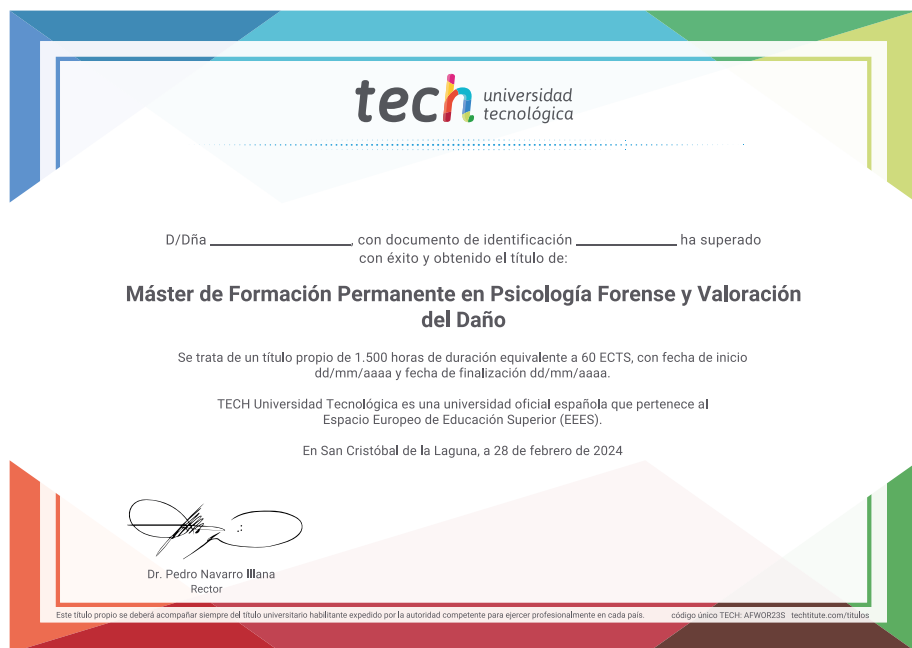 tech universidad
tecnológica
D/Dña ________________, con documento de identificación ____________ ha superado
con éxito y obtenido el título de:
Máster de Formación Permanente en Psicología Forense y Valoración
del Daño
Se trata de un título propio de 1.500 horas de duración equivalente a 60 ECTS, con fecha de inicio
dd/mm/aaaa y fecha de finalización dd/mm/aaaa.
TECH Universidad Tecnológica es una universidad oficial española que pertenece al
Espacio Europeo de Educación Superior (EEES).
En San Cristóbal de la Laguna, a 28 de febrero de 2024
Dr. Pedro Navarro Illana
Rector
Este título propio se deberá acompañar siempre del título universitario habilitante expedido por la autoridad competente para ejercer profesionalmente en cada país. código único TECH: AFWOR23S techtitute.com/titulos